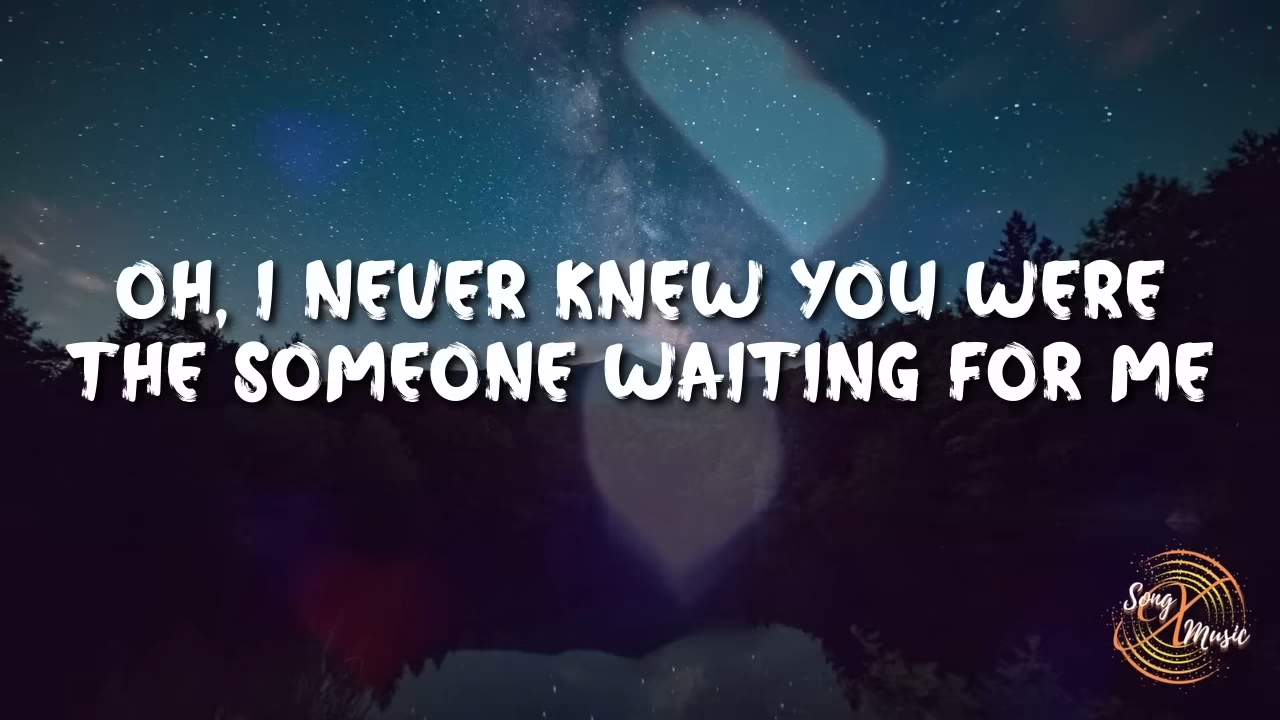 OH, I NEVER KNEW YOU WERE
THE SOMEONE WAITING FOR ME
Song X Music